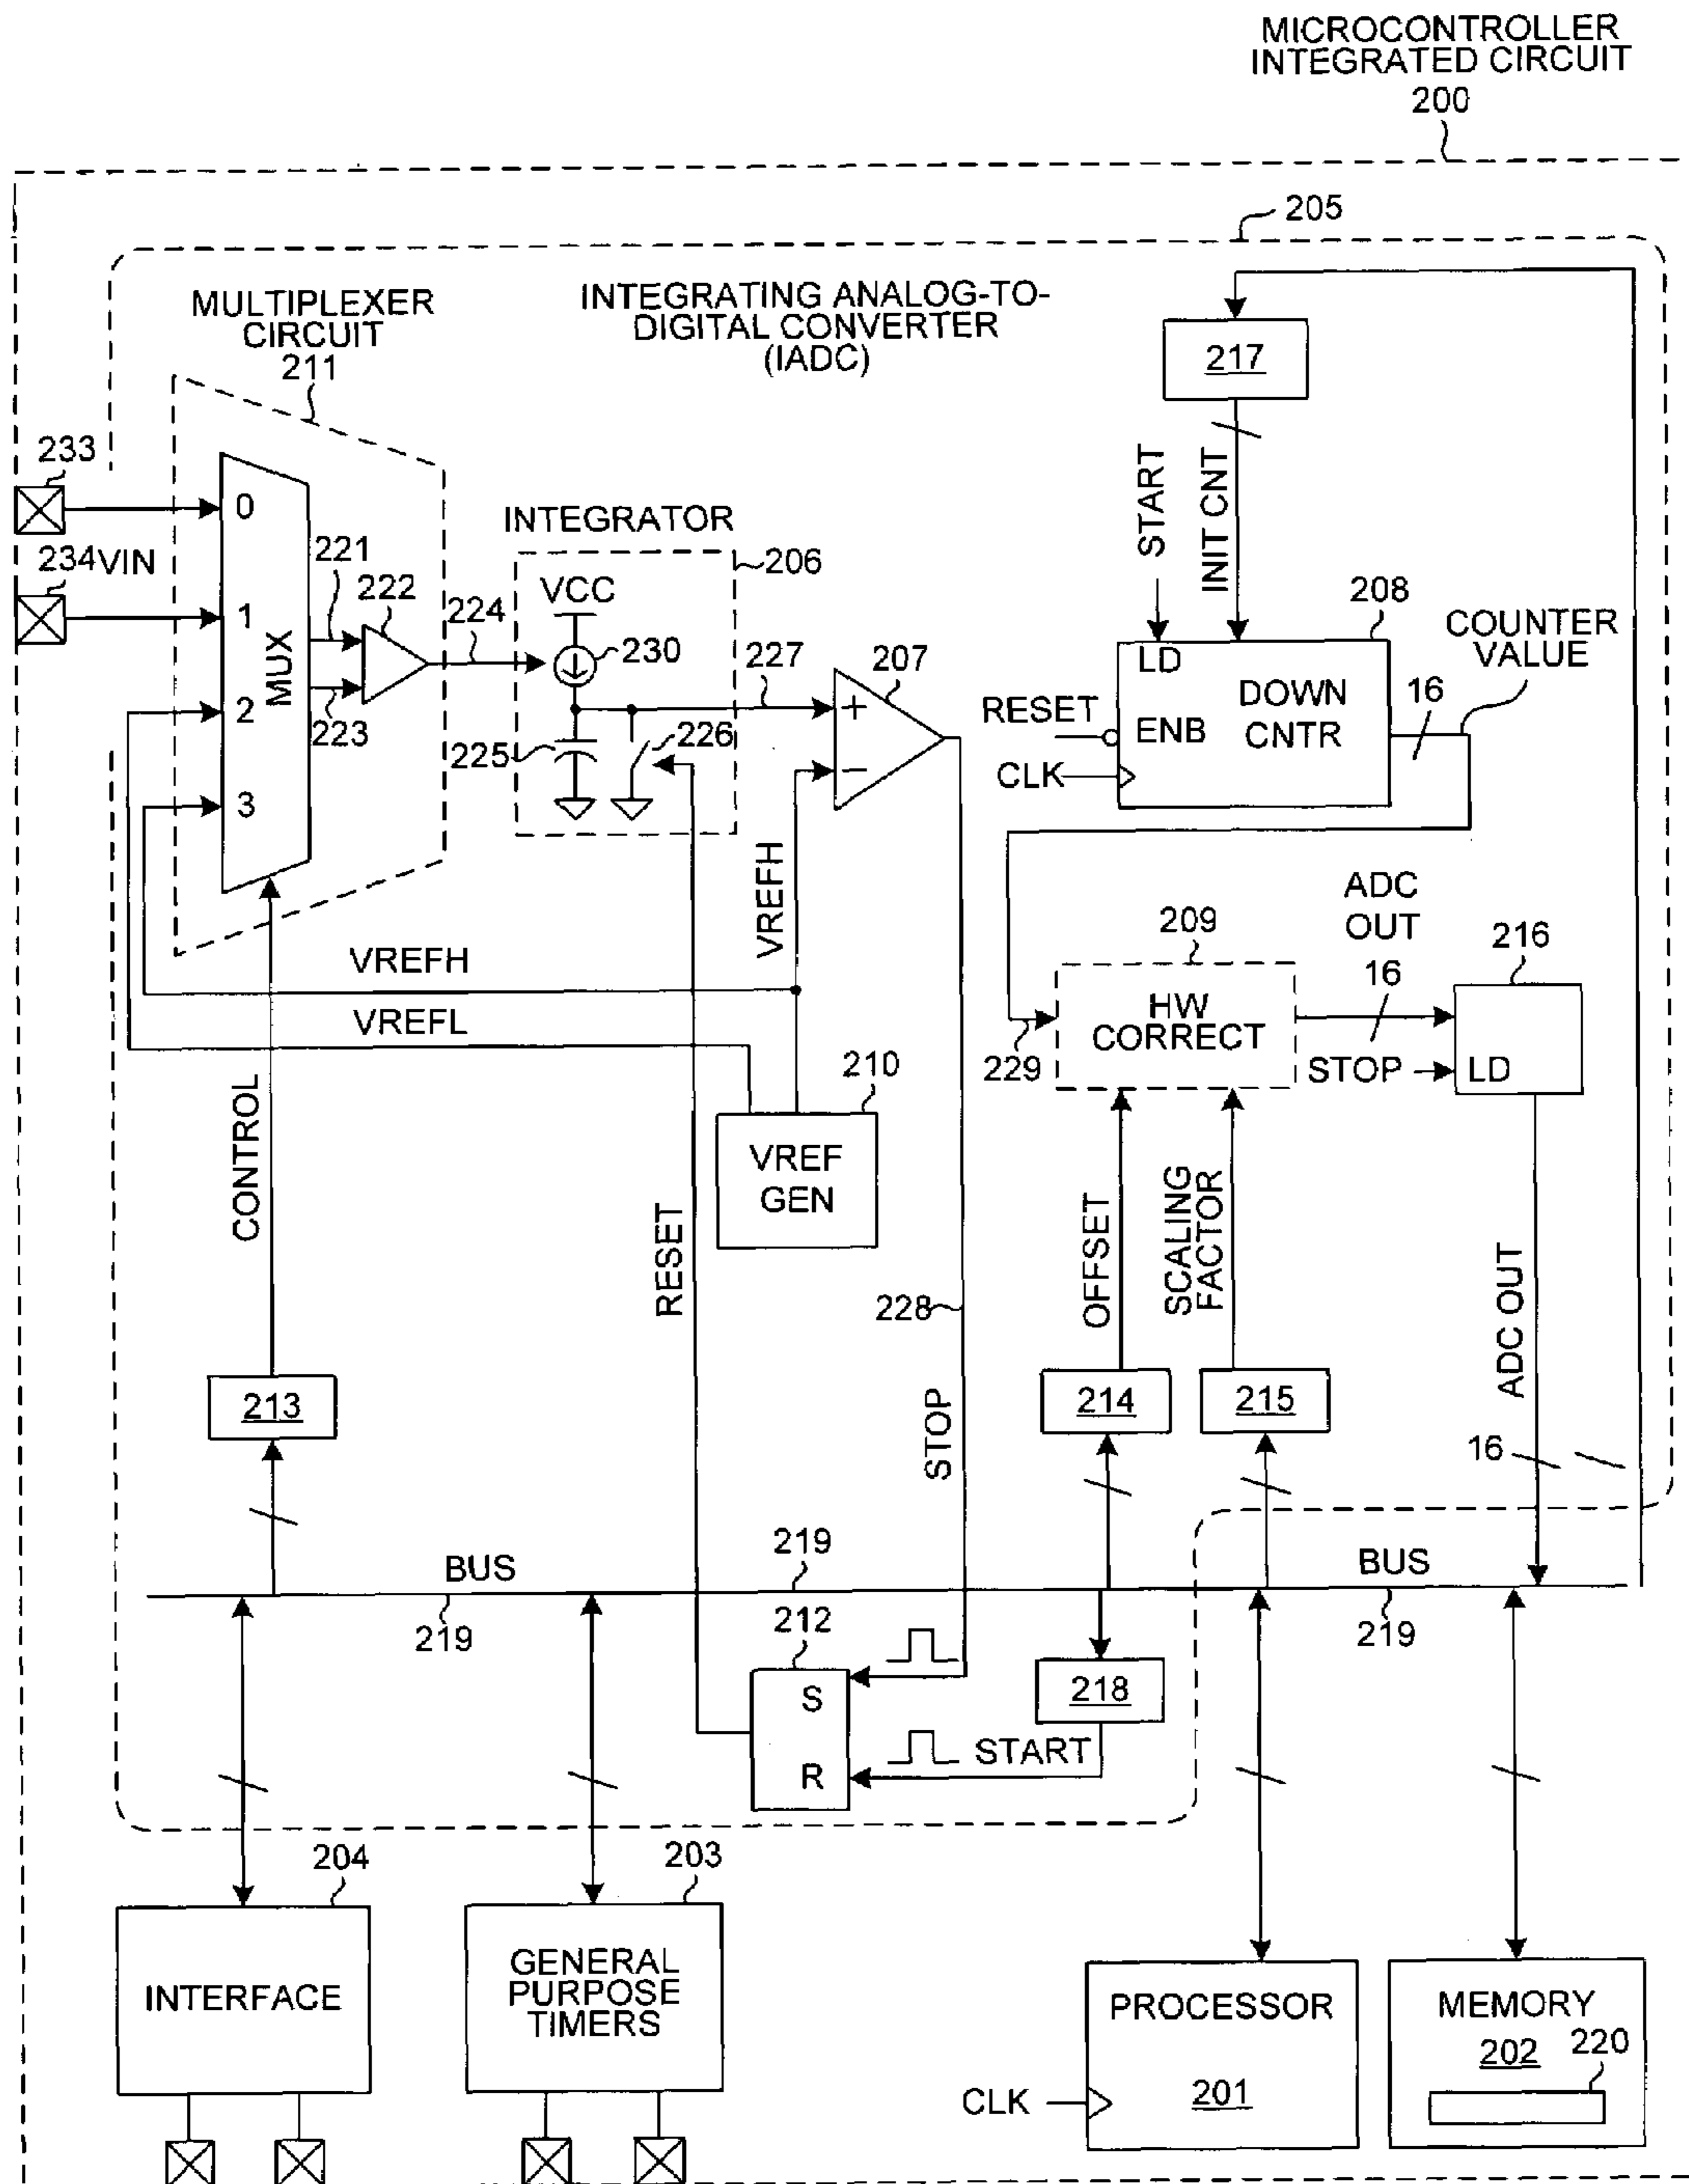 MICROCONTROLLER
INTEGRATED CIRCUIT
200
205
MULTIPLEXER
CIRCUIT
211
INTEGRATING ANALOG-TO-
DIGITAL CONVERTER
(IADC)
217
233
0
START
INIT CNT
INTEGRATOR
234 VIN
1
221
222
224
206
VCC
230
227
207
208
COUNTER
VALUE
MUX
LD
2
223
225
226
+
−
RESET
ENB
DOWN
CNTR
16
CLK
3
VREFH
ADC
OUT
209
16
216
VREFH
HW
CORRECT
VREFL
229
STOP
LD
210
CONTROL
VREF
GEN
RESET
OFFSET
SCALING
FACTOR
228
ADC OUT
213
214
215
STOP
16
BUS
219
BUS
219
212
219
S
218
START
R
204
203
INTERFACE
GENERAL
PURPOSE
TIMERS
PROCESSOR
MEMORY
202
220
CLK
201